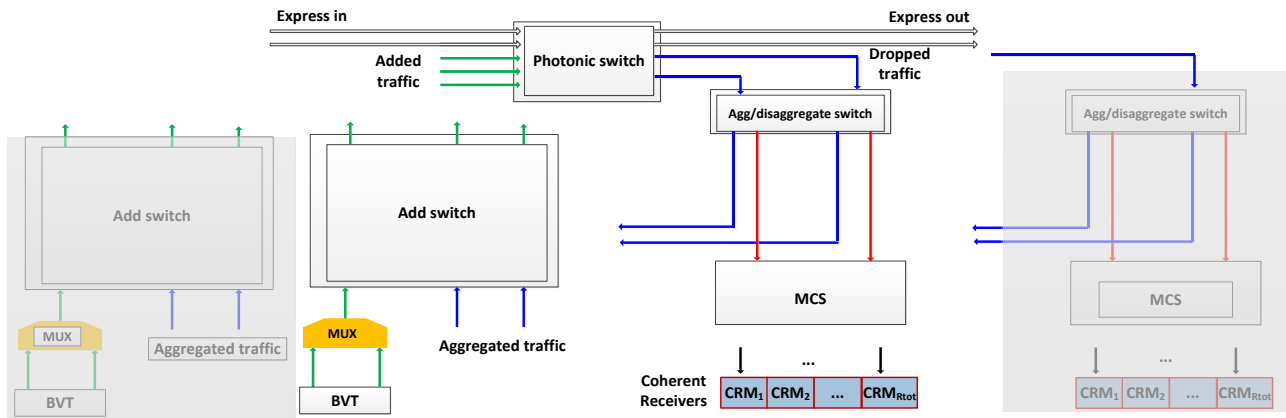 Express in
Express out
Added
traffic
Photonic switch
Dropped
traffic
Agg/disaggregate switch
Agg/disaggregate switch
Add switch
Add switch
MCS
MCS
MUX
MUX
Aggregated traffic
Aggregated traffic
...
...
BVT
BVT
Coherent
Receivers
CRM1 CRM2 ... CRMRtot
CRM1 CRM2 ... CRMRtot